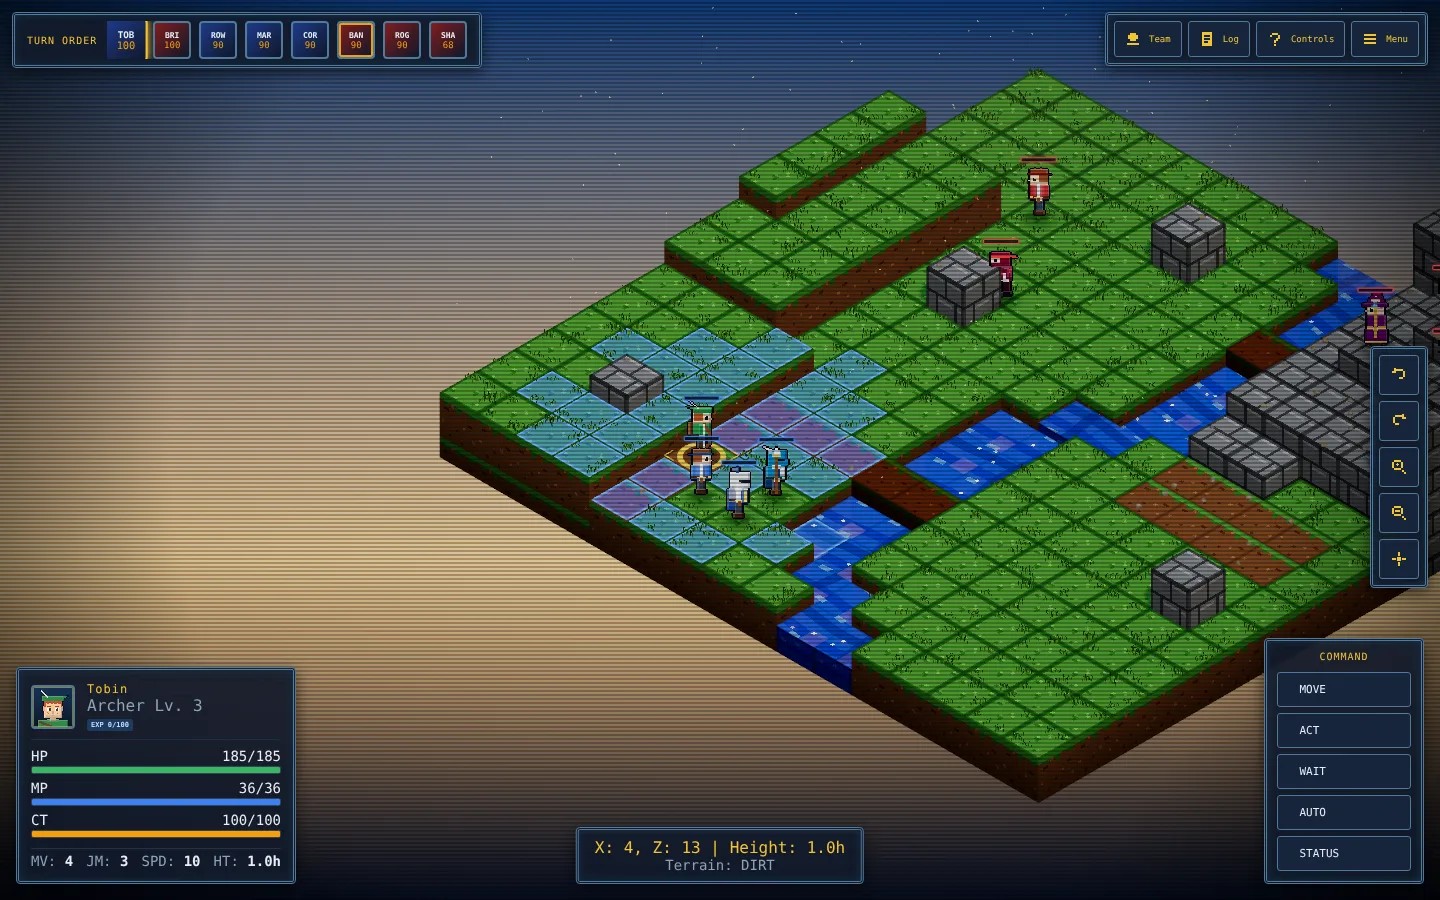 TURN ORDER
TOB
100
BRI
100
ROW
90
MAR
90
COR
90
BAN
90
ROG
90
SHA
68
Team
Log
Controls
Menu
Tobin
Archer Lv. 3
EXP 0/100
HP 185/185
MP 36/36
CT 100/100
MV: 4 JM: 3 SPD: 10 HT: 1.0h
X: 4, Z: 13 | Height: 1.0h
Terrain: DIRT
COMMAND
MOVE
ACT
WAIT
AUTO
STATUS